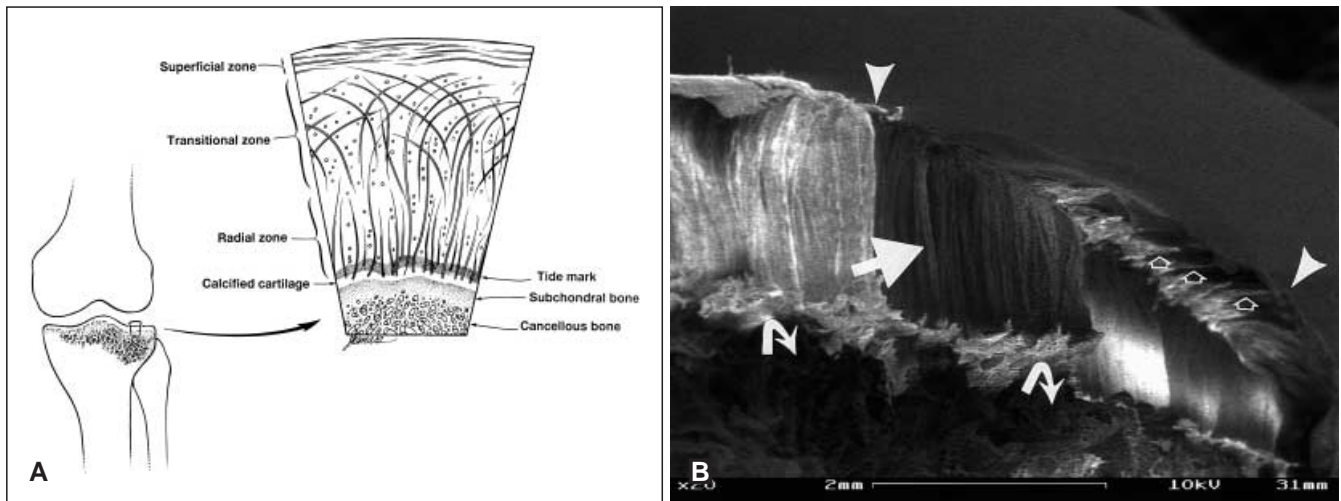 Superficial zone
Transitional zone
Radial zone
Calcified cartilage
Tide mark
Subchondral bone
Cancellous bone
A
B
x20 2mm 10kV 31mm